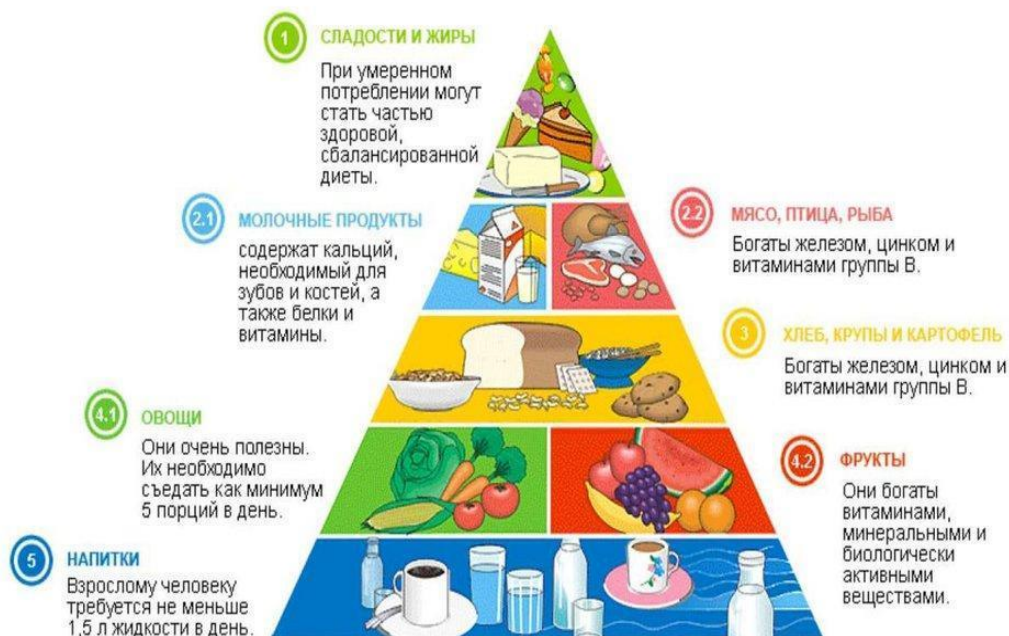 1
СЛАДОСТИ И ЖИРЫ
При умеренном
потреблении могут
стать частью
здоровой,
сбалансированной
диеты.
2.1
МОЛОЧНЫЕ ПРОДУКТЫ
содержат кальций,
необходимый для
зубов и костей, а
также белки и
витамины.
2.2
МЯСО, ПТИЦА, РЫБА
Богаты железом, цинком и
витаминами группы В.
3
ХЛЕБ, КРУПЫ И КАРТОФЕЛЬ
Богаты железом, цинком и
витаминами группы В.
4.1
ОВОЩИ
Они очень полезны.
Их необходимо
съедать как минимум
5 порций в день.
4.2
ФРУКТЫ
Они богаты
витаминами,
минеральными и
биологически
активными
веществами.
5
НАПИТКИ
Взрослому человеку
требуется не меньше
1,5 л жидкости в день.